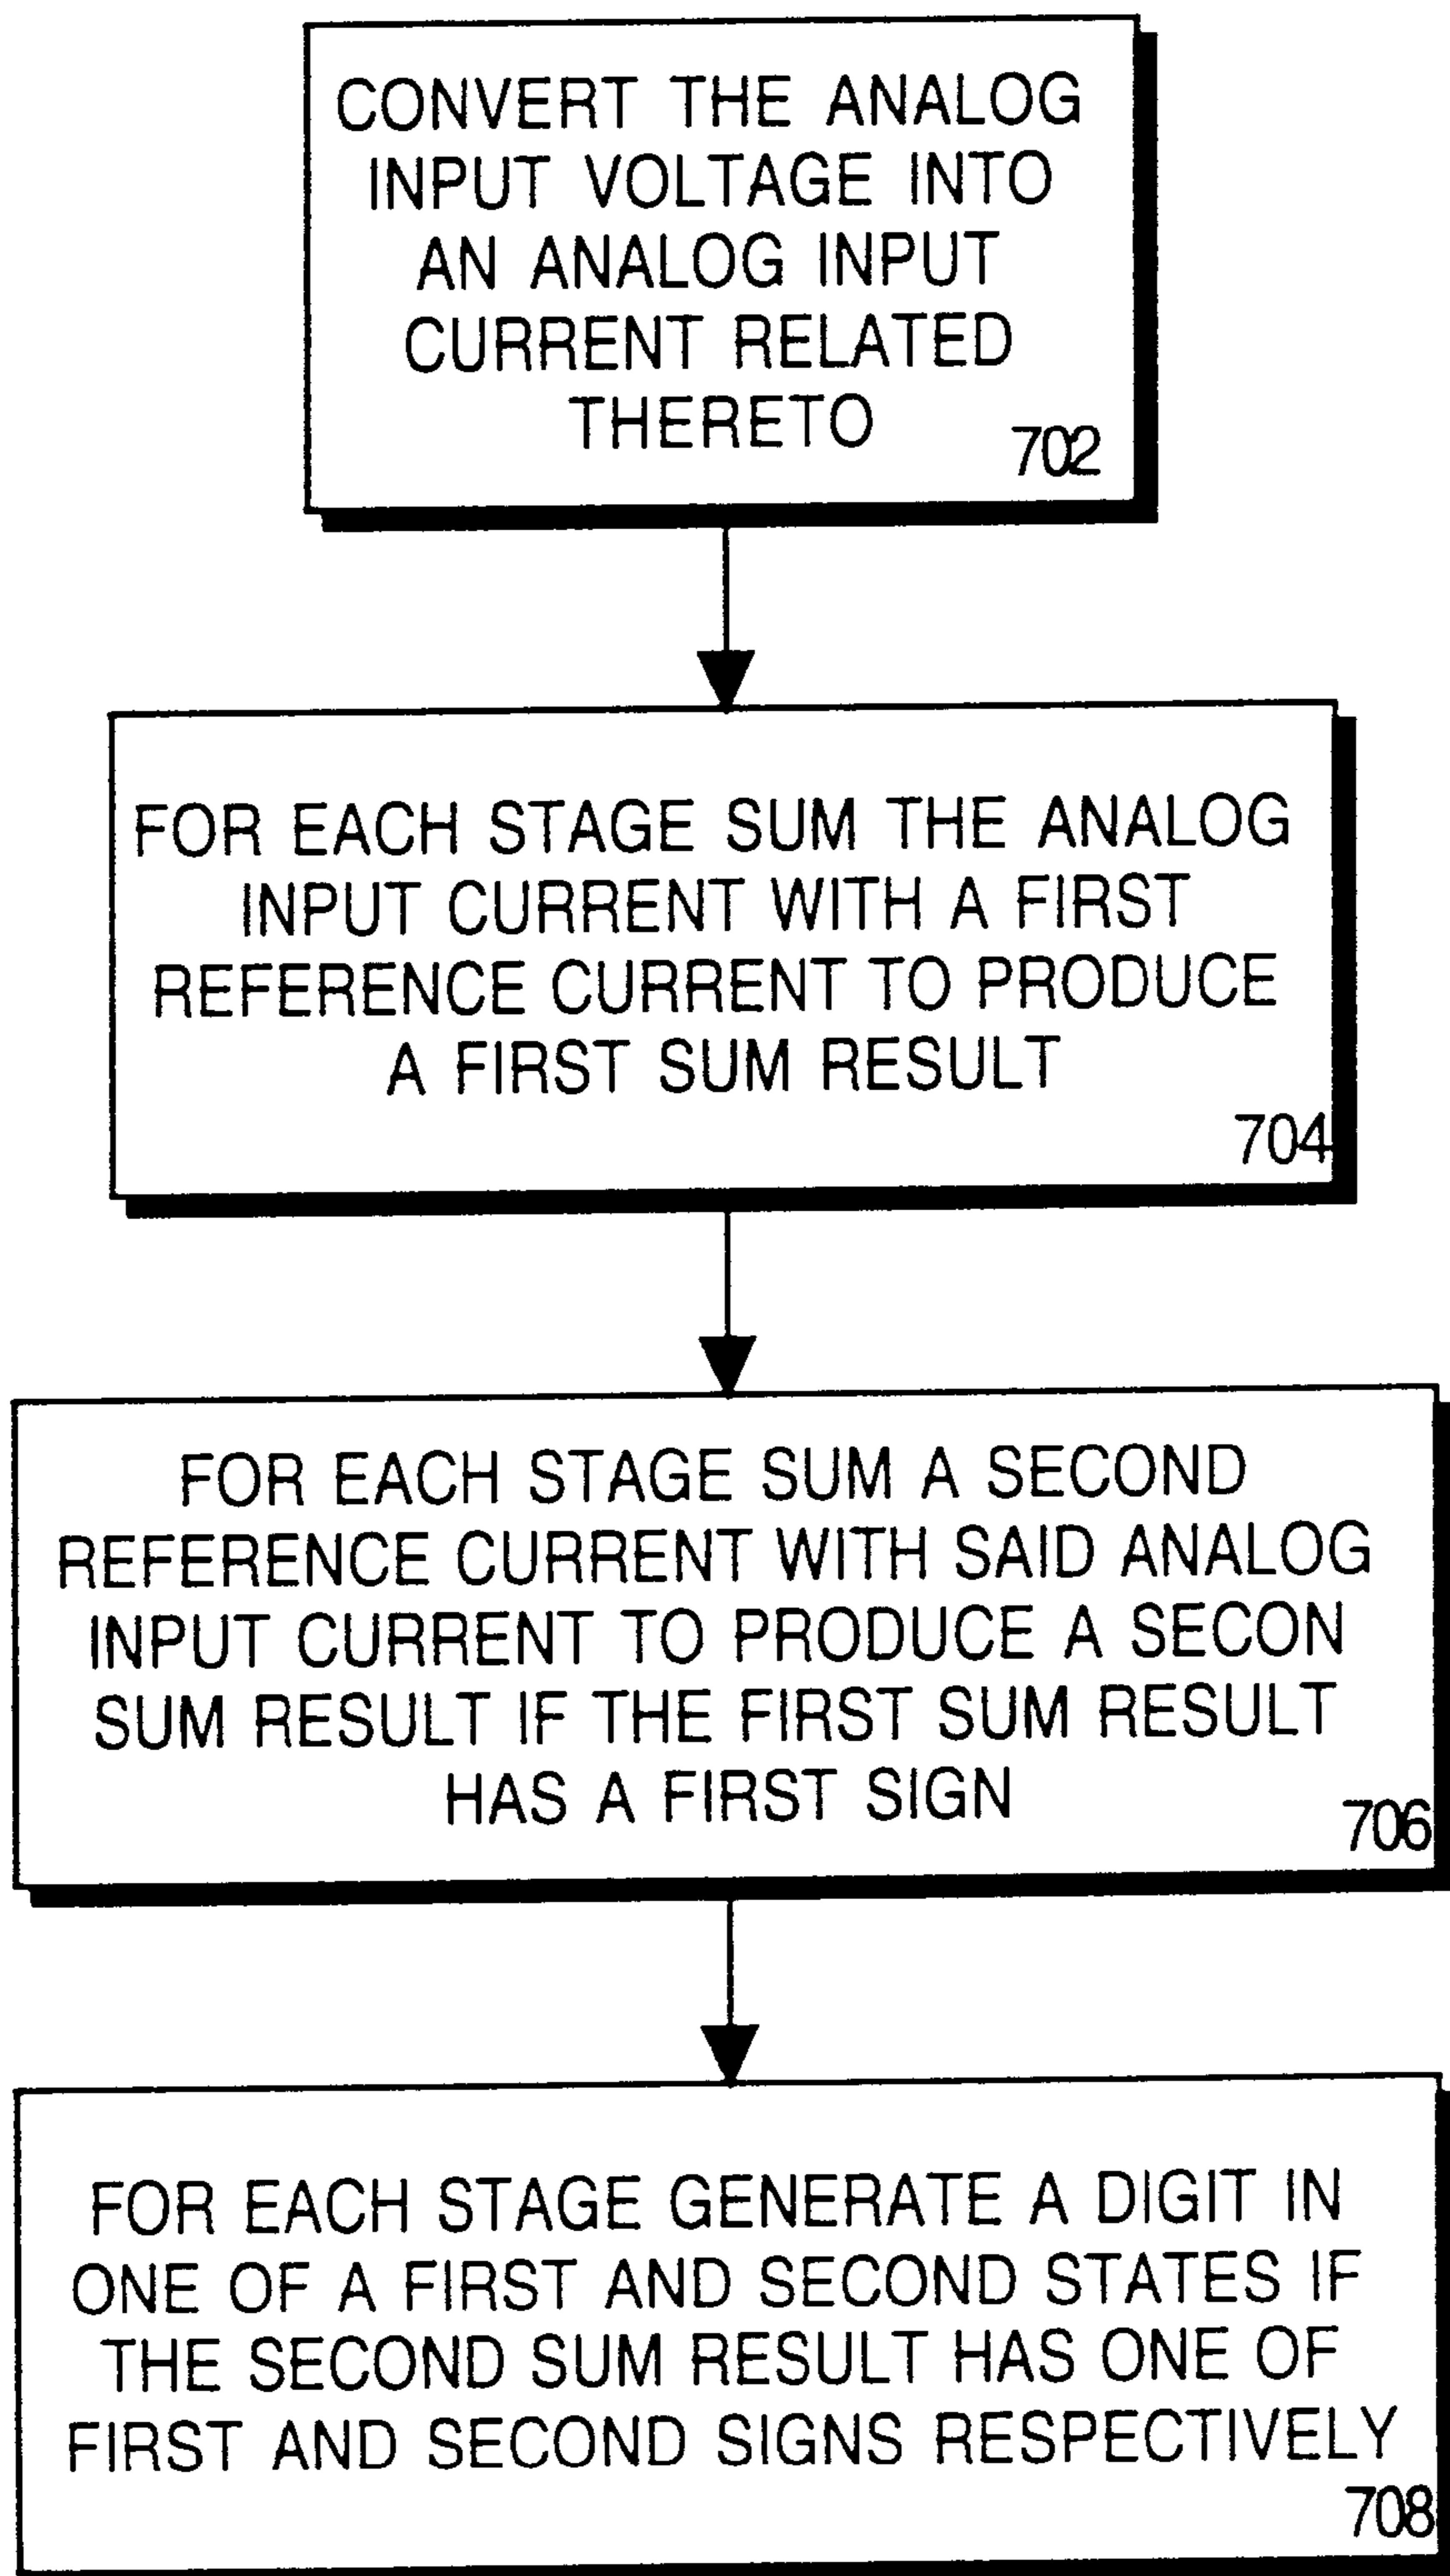 CONVERT THE ANALOG
INPUT VOLTAGE INTO
AN ANALOG INPUT
CURRENT RELATED
THERETO
702
FOR EACH STAGE SUM THE ANALOG
INPUT CURRENT WITH A FIRST
REFERENCE CURRENT TO PRODUCE
A FIRST SUM RESULT
704
FOR EACH STAGE SUM A SECOND
REFERENCE CURRENT WITH SAID ANALOG
INPUT CURRENT TO PRODUCE A SECON
SUM RESULT IF THE FIRST SUM RESULT
HAS A FIRST SIGN
706
FOR EACH STAGE GENERATE A DIGIT IN
ONE OF A FIRST AND SECOND STATES IF
THE SECOND SUM RESULT HAS ONE OF
FIRST AND SECOND SIGNS RESPECTIVELY
708